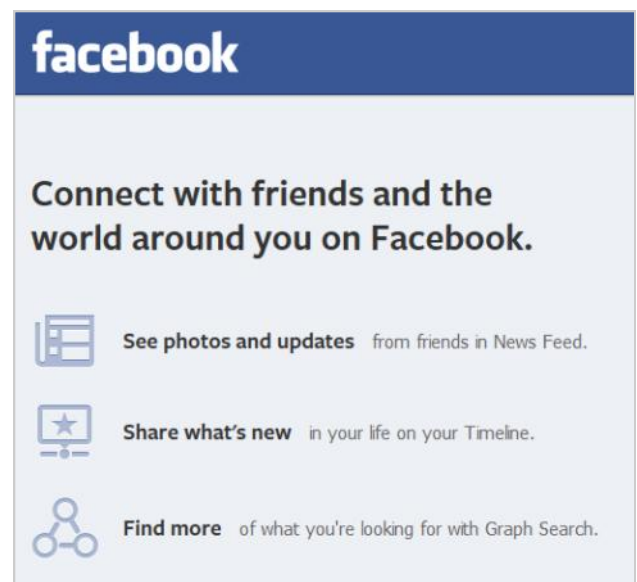 facebook
Connect with friends and the
world around you on Facebook.
See photos and updates from friends in News Feed.
Share what's new in your life on your Timeline.
Find more of what you're looking for with Graph Search.